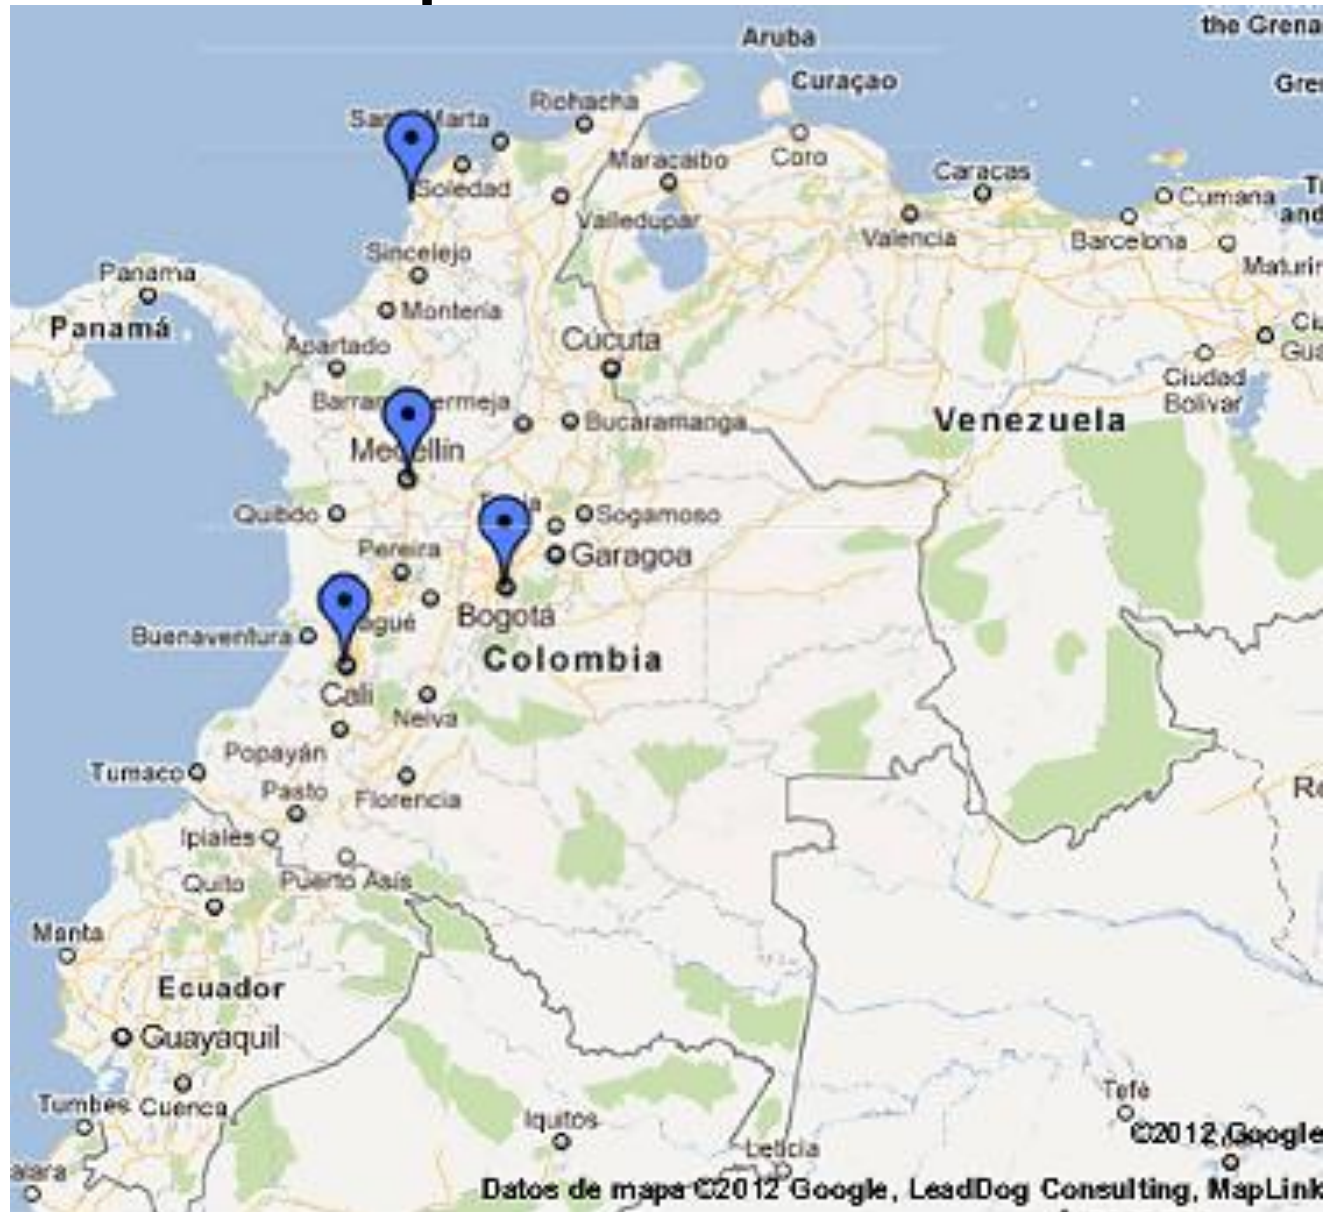 the Grena
Aruba
Curaçao
Gre
Riohacha
Marta
Maracaibo
Coro
Caracas
Soledad
Cumana
and
Valledupar
Valencia
Barcelona
Sincelejo
Maturin
Panama
Montería
Panamá
Apartado
Cúcuta
Ciudad
Bolivar
Bucaramanga
Venezuela
Medellín
Quibdo
Sogamoso
Pereira
Garagoa
Bogotá
agué
Buenaventura
Colombia
Cali
Neiva
Popayán
Tumaco
Pasto
Florencia
Ipiales
Quito
Puerto Asís
Manta
Ecuador
Guayaquil
Tumbes
Cuenca
Iquitos
Tefé
©2012 Google
Leticia
Datos de mapa ©2012 Google, LeadDog Consulting, MapLink